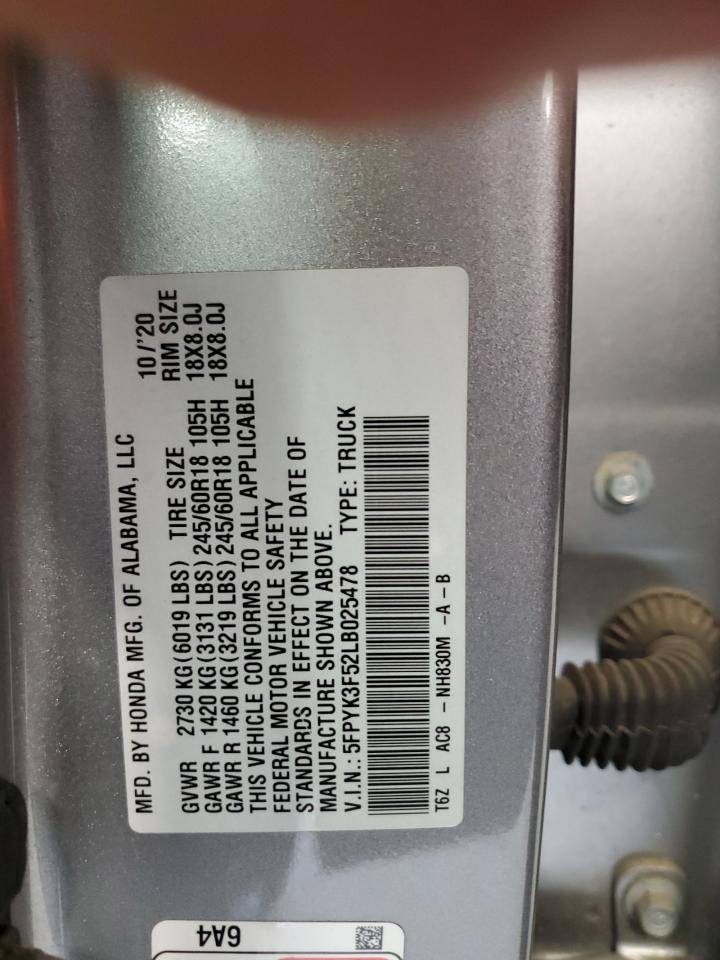 MFD. BY HONDA MFG. OF ALABAMA, LLC 10/'20
GVWR 2730 KG(6019 LBS) TIRE SIZE RIM SIZE
GAWR F 1420 KG(3131 LBS)245/60R18 105H 18X8.0J
GAWR R 1460 KG(3219 LBS)245/60R18 105H 18X8.0J
THIS VEHICLE CONFORMS TO ALL APPLICABLE
FEDERAL MOTOR VEHICLE SAFETY
STANDARDS IN EFFECT ON THE DATE OF
MANUFACTURE SHOWN ABOVE.
V.I.N.: 5FPYK3F52LB025478 TYPE: TRUCK
T6Z L AC8 - NH830M -A-B
6A4